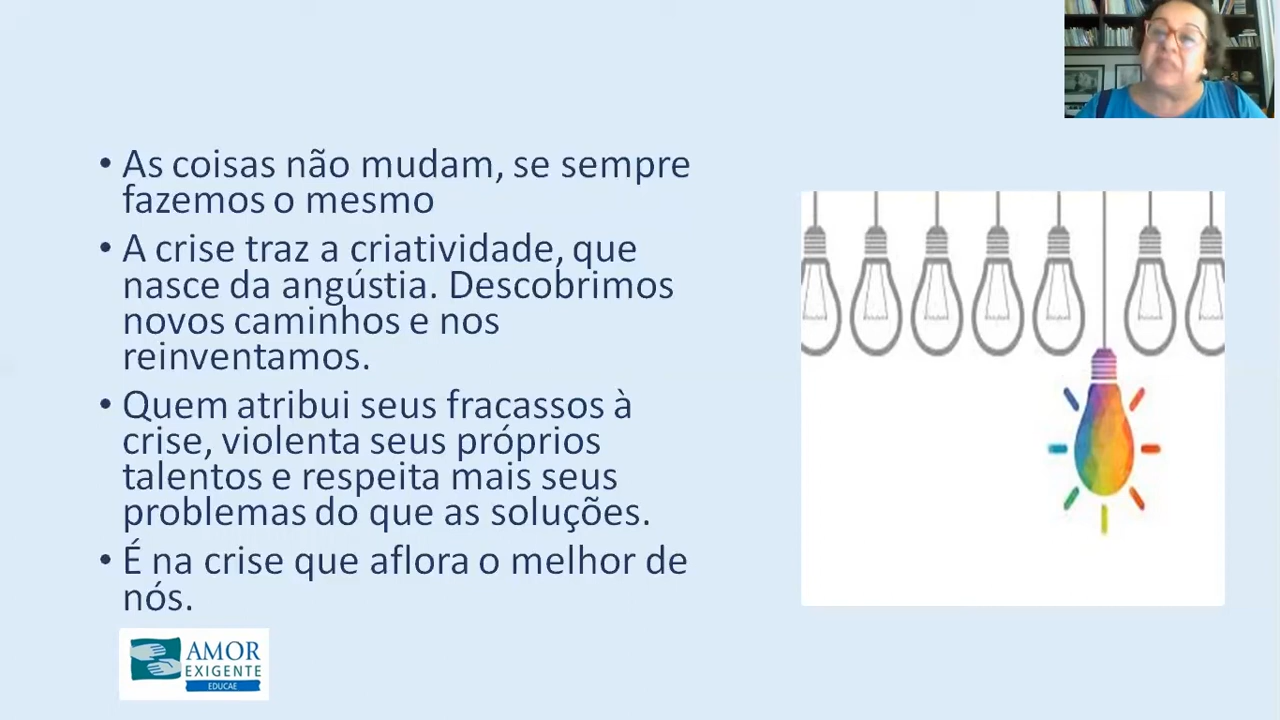 • As coisas não mudam, se sempre
fazemos o mesmo
• A crise traz a criatividade, que
nasce da angústia. Descobrimos
novos caminhos e nos
reinventamos.
• Quem atribui seus fracassos à
crise, violenta seus próprios
talentos e respeita mais seus
problemas do que as soluções.
• É na crise que aflora o melhor de
nós.
AMOR
EXIGENTE
EDUCAE